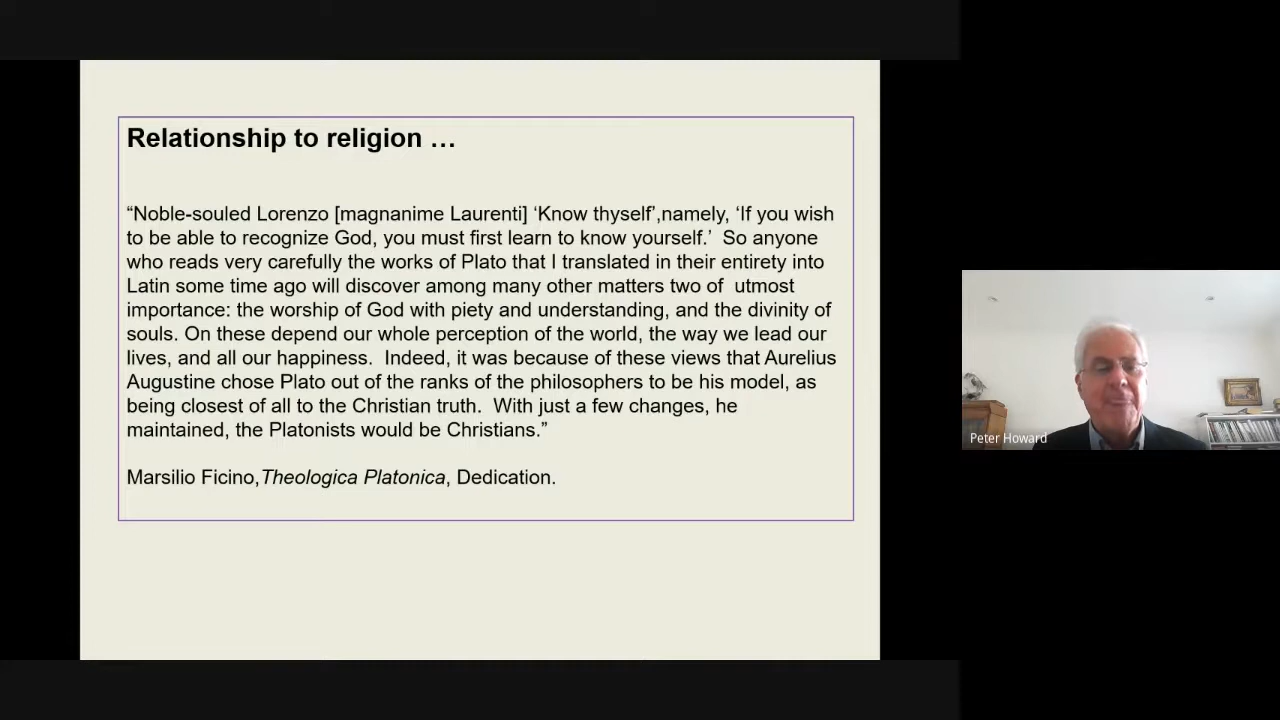 Relationship to religion …
“Noble-souled Lorenzo [magnanime Laurenti] ‘Know thyself’,namely, ‘If you wish
to be able to recognize God, you must first learn to know yourself.’  So anyone
who reads very carefully the works of Plato that I translated in their entirety into
Latin some time ago will discover among many other matters two of  utmost
importance: the worship of God with piety and understanding, and the divinity of
souls. On these depend our whole perception of the world, the way we lead our
lives, and all our happiness.  Indeed, it was because of these views that Aurelius
Augustine chose Plato out of the ranks of the philosophers to be his model, as
being closest of all to the Christian truth.  With just a few changes, he
maintained, the Platonists would be Christians.”
Marsilio Ficino,Theologica Platonica, Dedication.
Peter Howard